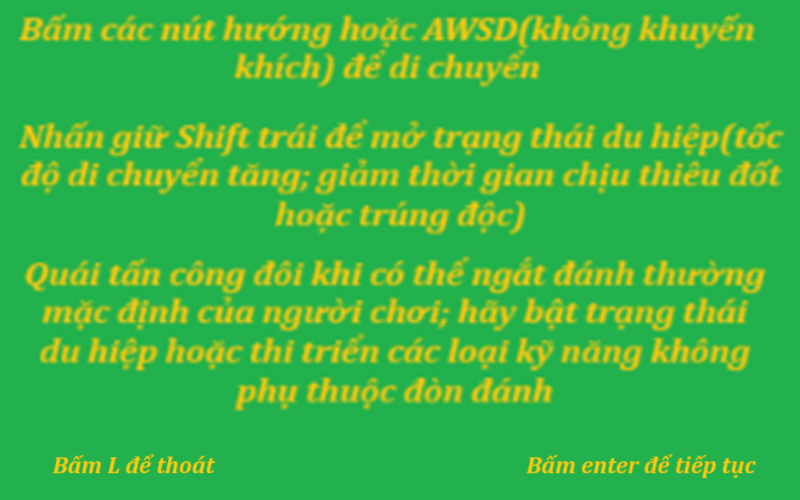 Bấm các nút hướng hoặc AWSD(không khuyến
khích) để di chuyển
Nhấn giữ Shift trái để mở trạng thái du hiệp(tốc
độ di chuyển tăng; giảm thời gian chịu thiêu đốt
hoặc trúng độc)
Quái tấn công đôi khi có thể ngắt đánh thường
mặc định của người chơi; hãy bật trạng thái
du hiệp hoặc thi triển các loại kỹ năng không
phụ thuộc đòn đánh
Bấm L để thoát
Bấm enter để tiếp tục